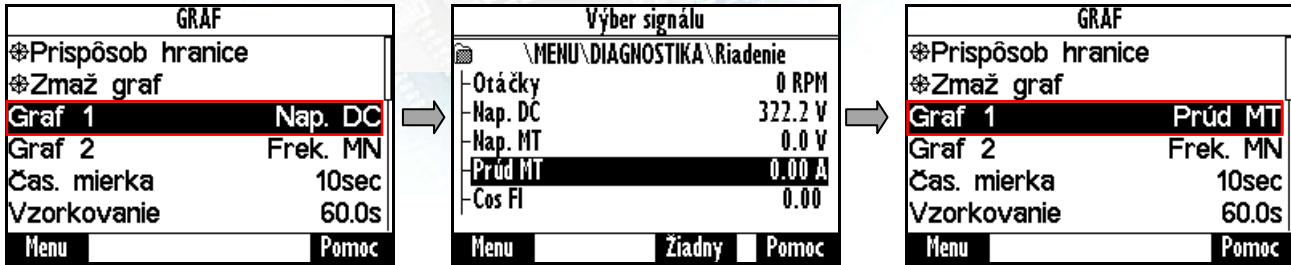 GRAF
Prispôsob hranice
Zmaž graf
Graf 1 Nap. DC
Graf 2 Frek. MN
Čas. mierka 10sec
Vzorkovanie 60.0s
Menu Pomoc
Výber signálu
\MENU\DIAGNOSTIKA\Riadenie
Otáčky 0 RPM
Nap. DC 322.2 V
Nap. MT 0.0 V
Prúd MT 0.00 A
Cos FI 0.00
Menu Žiadny Pomoc
GRAF
Prispôsob hranice
Zmaž graf
Graf 1 Prúd MT
Graf 2 Frek. MN
Čas. mierka 10sec
Vzorkovanie 60.0s
Menu Pomoc